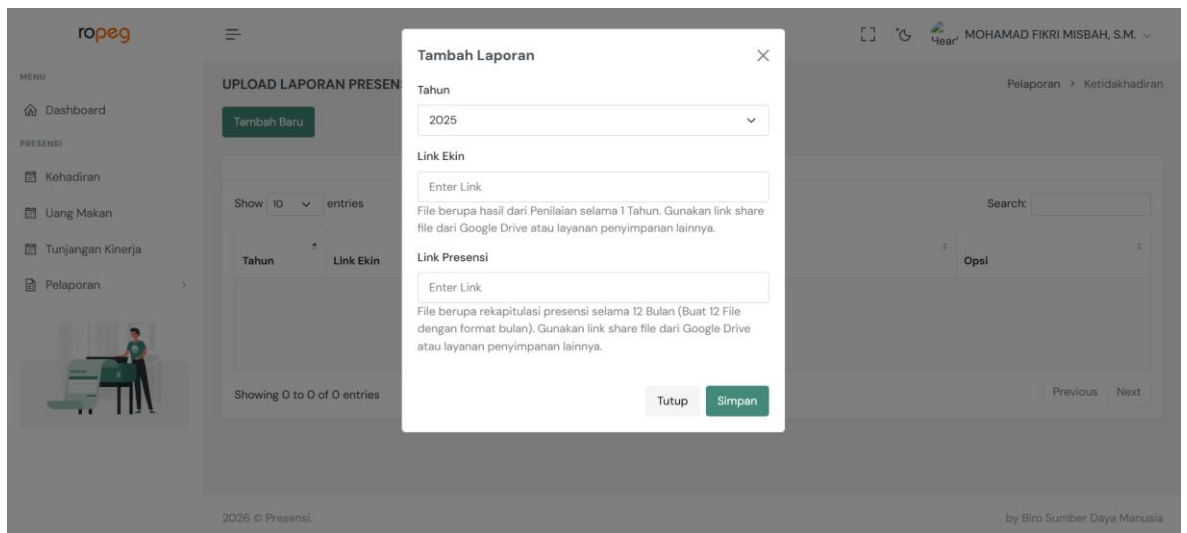 ropeg
MOHAMAD FIKRI MISBAH, S.M.
MENU
Dashboard
PRESENSI
Kehadiran
Uang Makan
Tunjangan Kinerja
Pelaporan
UPLOAD LAPORAN PRESEN
Pelaporan > Ketidakhadiran
Tambah Baru
Show 10 entries
Search:
Tahun
Link Ekin
Opsi
Showing 0 to 0 of 0 entries
Previous Next
Tambah Laporan
Tahun
2025
Link Ekin
Enter Link
File berupa hasil dari Penilaian selama 1 Tahun. Gunakan link share
file dari Google Drive atau layanan penyimpanan lainnya.
Link Presensi
Enter Link
File berupa rekapitulasi presensi selama 12 Bulan (Buat 12 File
dengan format bulan). Gunakan link share file dari Google Drive
atau layanan penyimpanan lainnya.
Tutup
Simpan
2026 © Presensi.
by Biro Sumber Daya Manusia